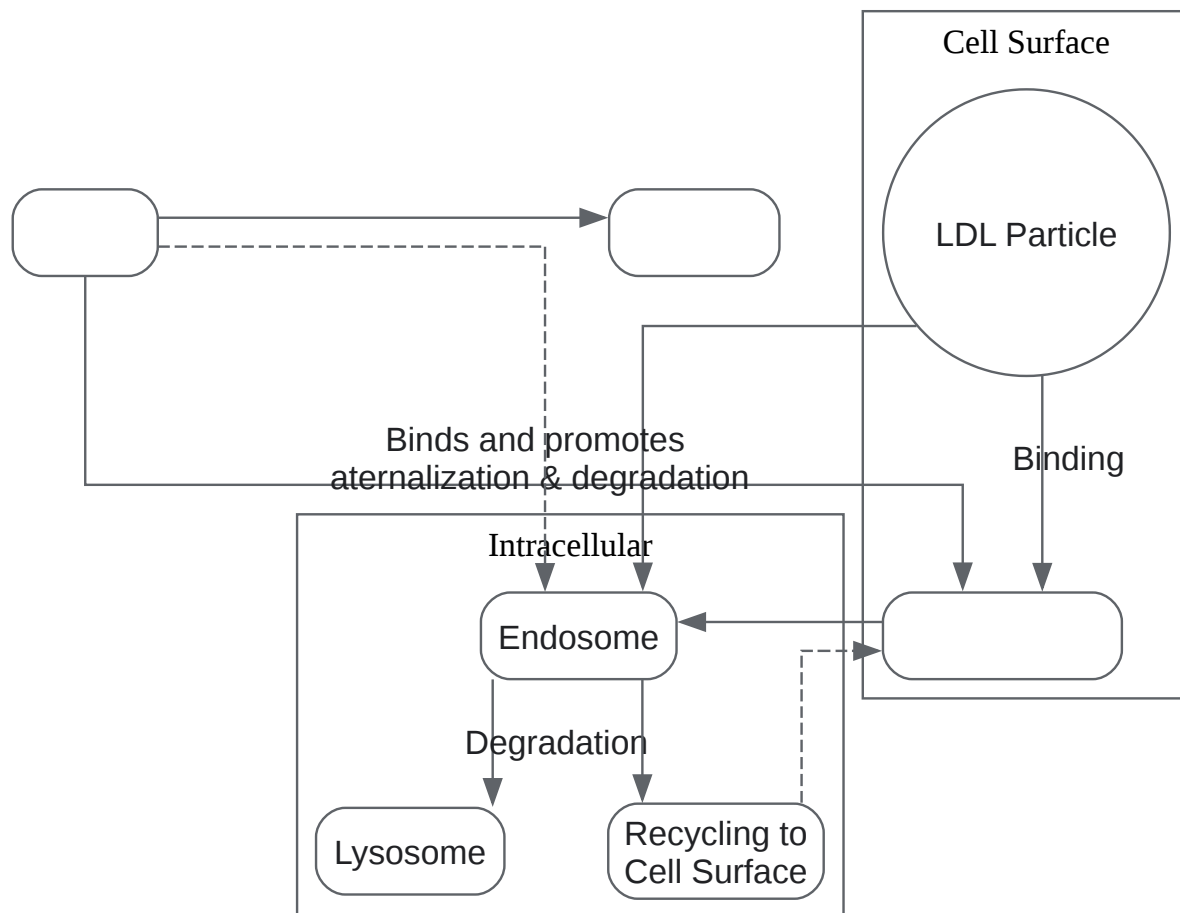 Cell Surface
LDL Particle
Binds and promotes
aternalization & degradation
Binding
Intracellular
Endosome
Degradation
Lysosome
Recycling to
Cell Surface